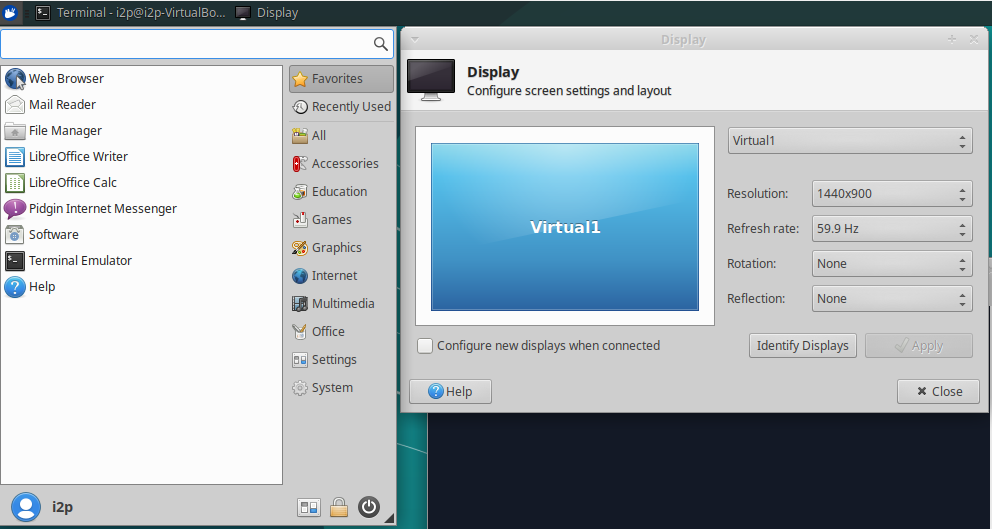 Terminal - i2p@i2p-VirtualBo...
Display
Web Browser
Mail Reader
File Manager
LibreOffice Writer
LibreOffice Calc
Pidgin Internet Messenger
Software
Terminal Emulator
Help
Favorites
Recently Used
All
Accessories
Education
Games
Graphics
Internet
Multimedia
Office
Settings
System
i2p
Display
Display
Configure screen settings and layout
Virtual1
Virtual1
Resolution: 1440x900
Refresh rate: 59.9 Hz
Rotation: None
Reflection: None
Configure new displays when connected
Identify Displays
Apply
Help
Close